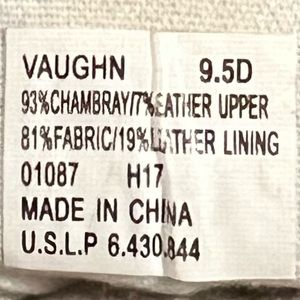 VAUGHN 9.5D
93%CHAMBRAY/7%LEATHER UPPER
81%FABRIC/19%LEATHER LINING
01087 H17
MADE IN CHINA
U.S.L.P 6.430.844